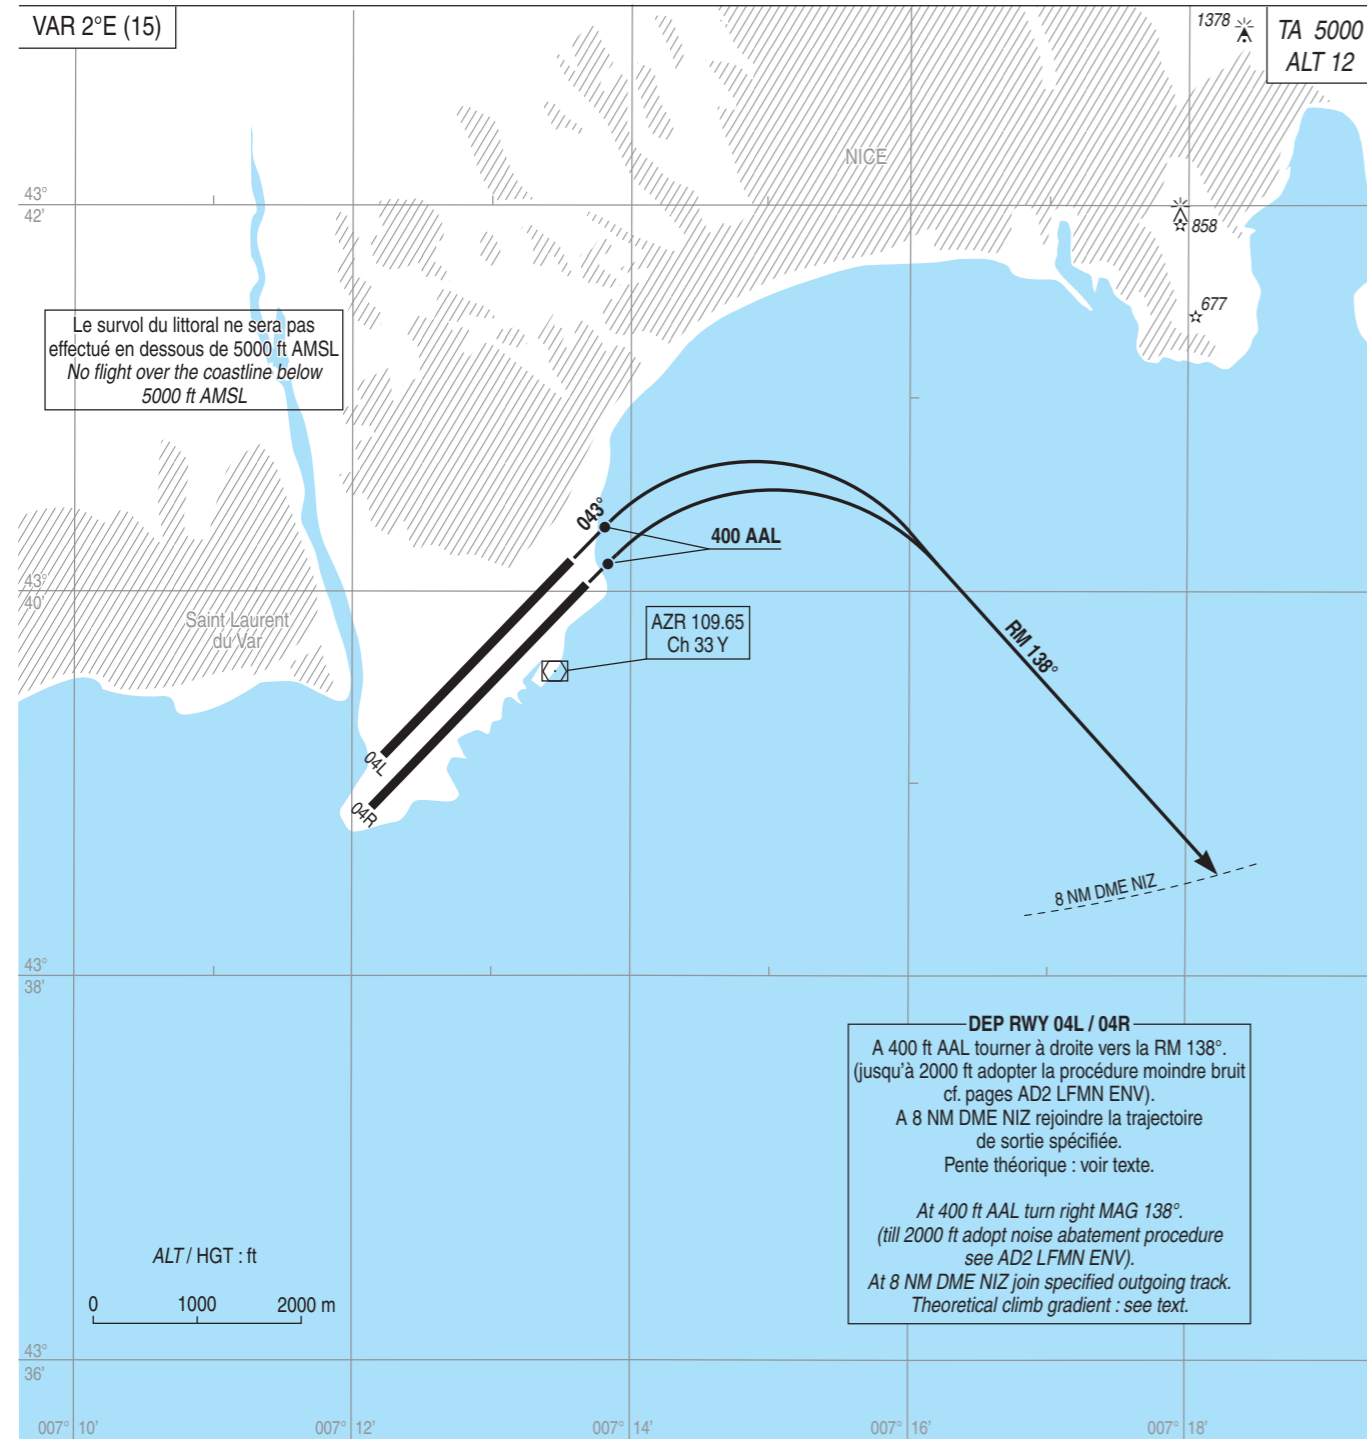 VAR 2°E (15)
1378
TA 5000
ALT 12
NICE
43°
42'
858
677
Le survol du littoral ne sera pas
effectué en dessous de 5000 ft AMSL
No flight over the coastline below
5000 ft AMSL
043°
400 AAL
43°
40'
Saint Laurent
du Var
AZR 109.65
Ch 33 Y
RM 138°
04L
04R
8 NM DME NIZ
43°
38'
DEP RWY 04L / 04R
A 400 ft AAL tourner à droite vers la RM 138°.
(jusqu'à 2000 ft adopter la procédure moindre bruit
cf. pages AD2 LFMN ENV).
A 8 NM DME NIZ rejoindre la trajectoire
de sortie spécifiée.
Pente théorique : voir texte.
At 400 ft AAL turn right MAG 138°.
(till 2000 ft adopt noise abatement procedure
see AD2 LFMN ENV).
At 8 NM DME NIZ join specified outgoing track.
Theoretical climb gradient : see text.
ALT / HGT : ft
0 1000 2000 m
43°
36'
007° 10' 007° 12' 007° 14' 007° 16' 007° 18'